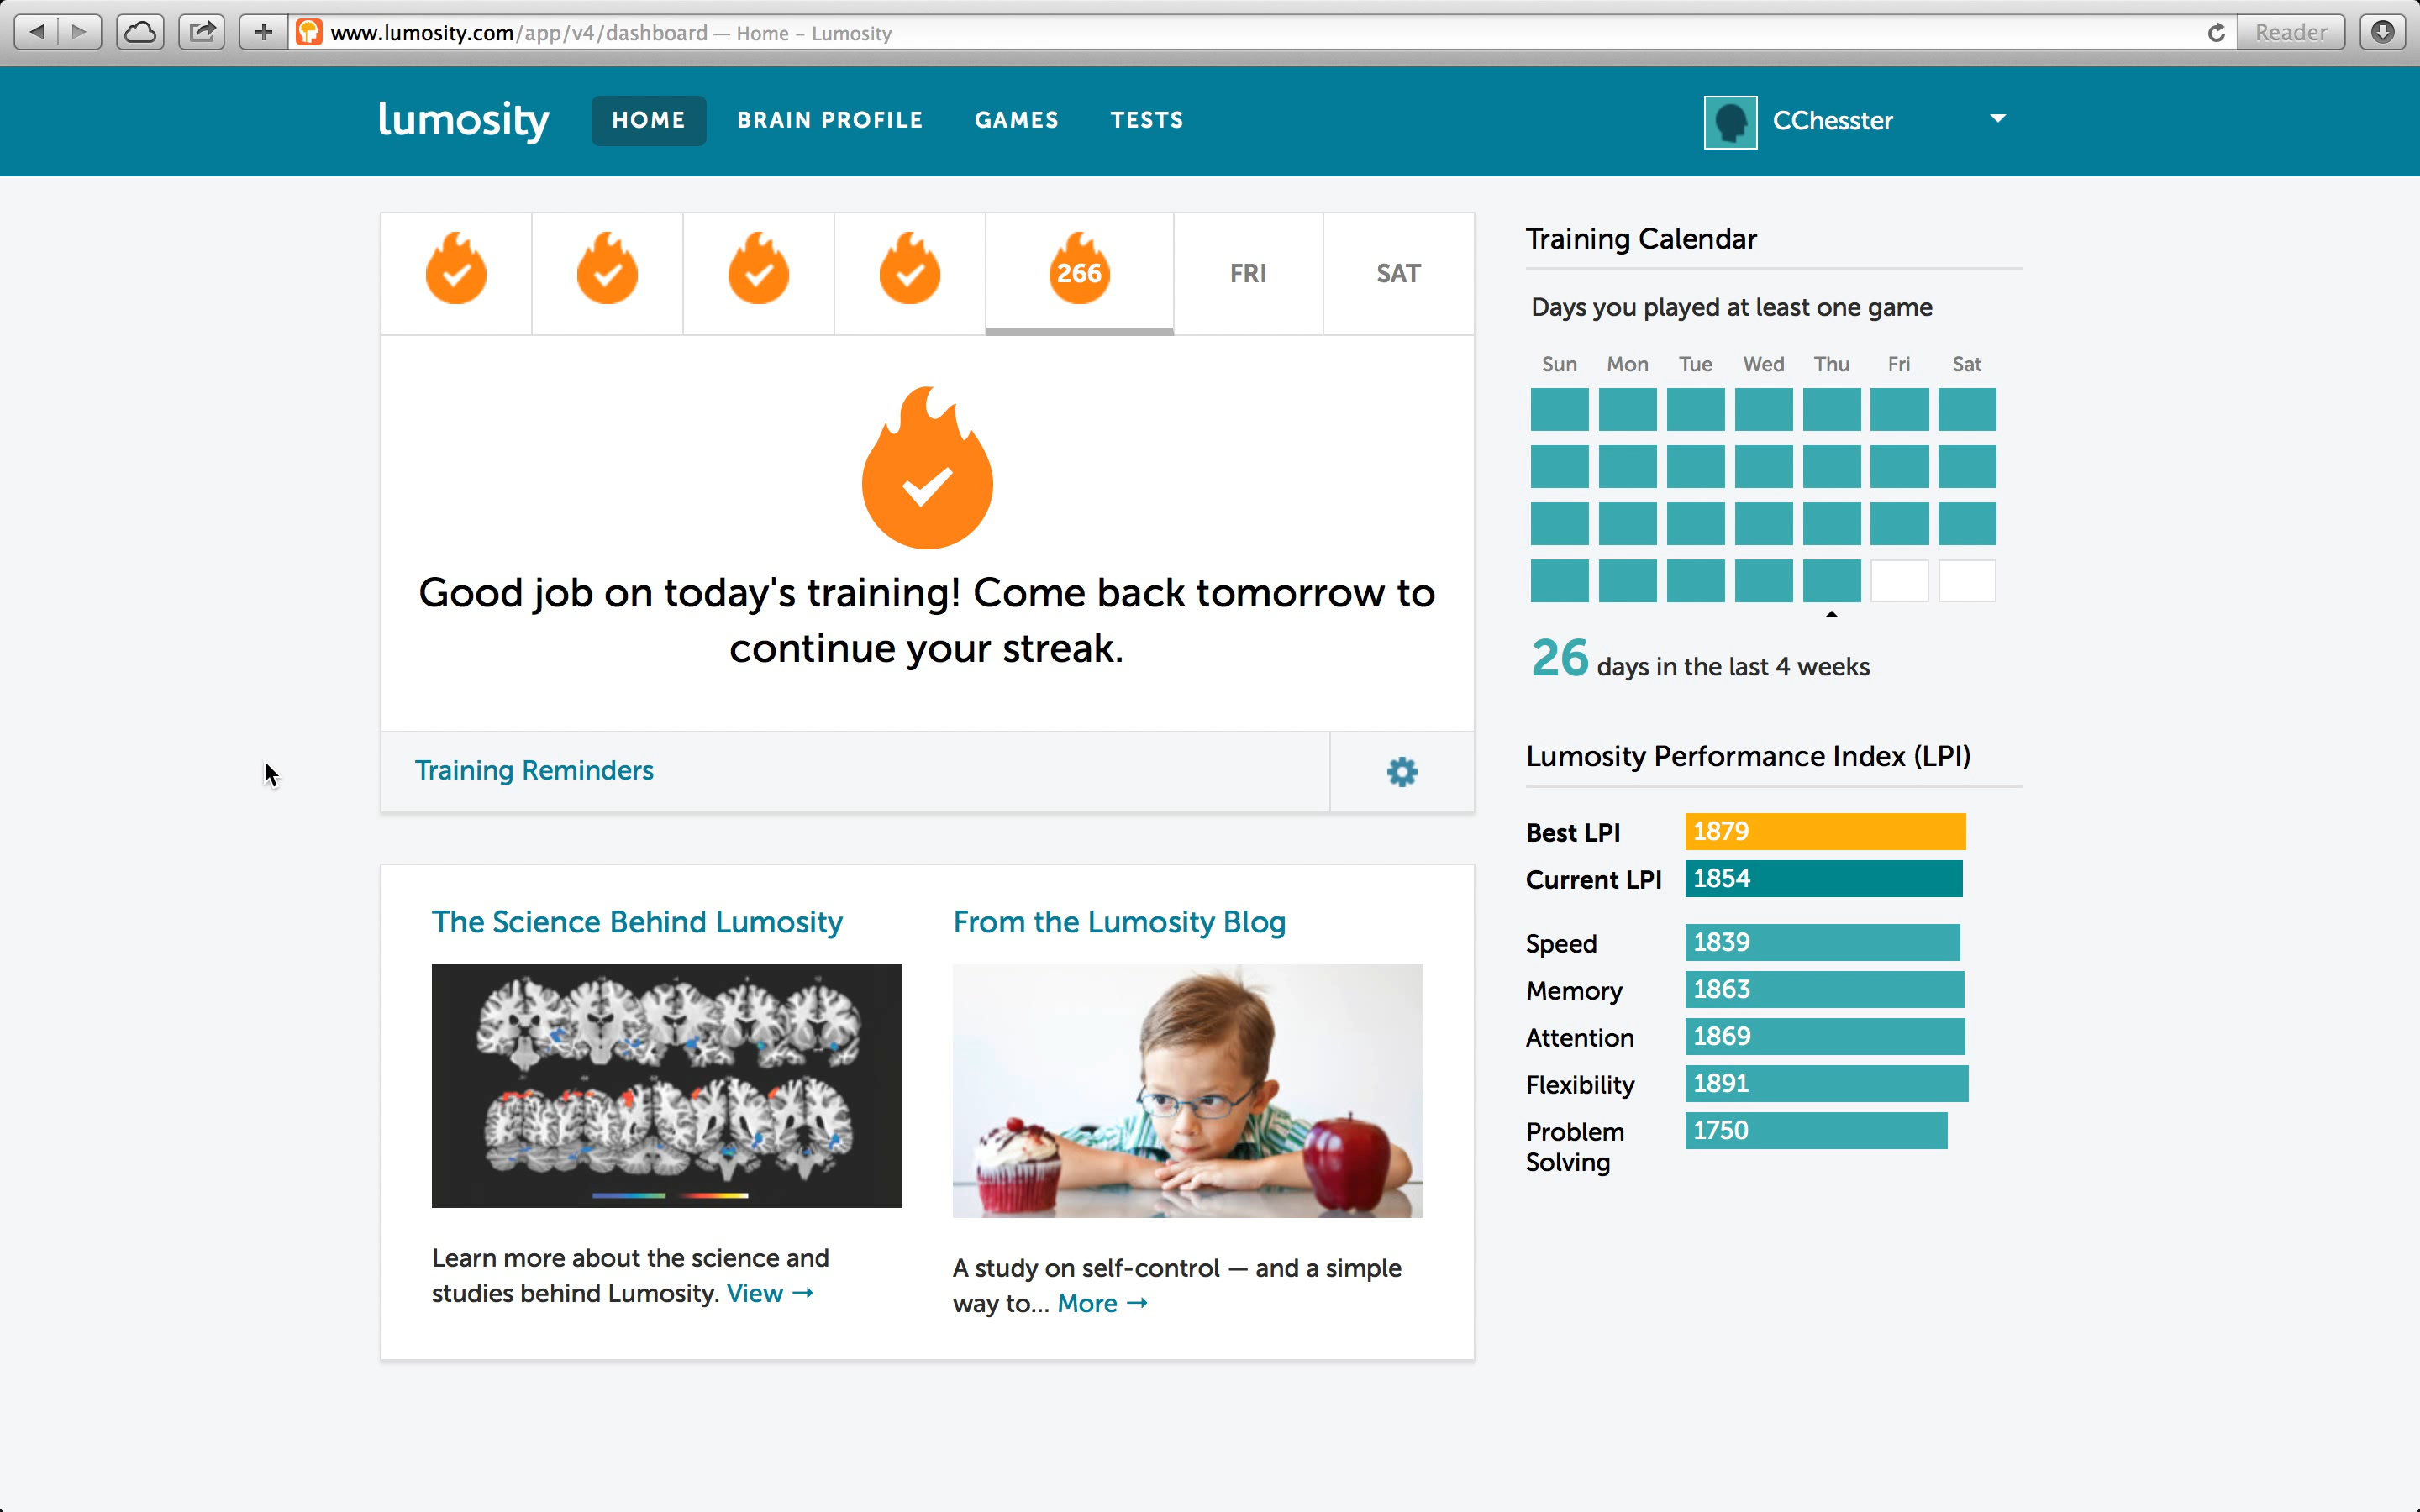 www.lumosity.com/app/v4/dashboard — Home – Lumosity
Reader
lumosity
HOME
BRAIN PROFILE
GAMES
TESTS
CChesster
266
FRI
SAT
Good job on today's training! Come back tomorrow to
continue your streak.
Training Reminders
The Science Behind Lumosity
Learn more about the science and
studies behind Lumosity. View →
From the Lumosity Blog
A study on self-control — and a simple
way to... More →
Training Calendar
Days you played at least one game
Sun Mon Tue Wed Thu Fri Sat
26 days in the last 4 weeks
Lumosity Performance Index (LPI)
Best LPI 1879
Current LPI 1854
Speed 1839
Memory 1863
Attention 1869
Flexibility 1891
Problem 1750
Solving